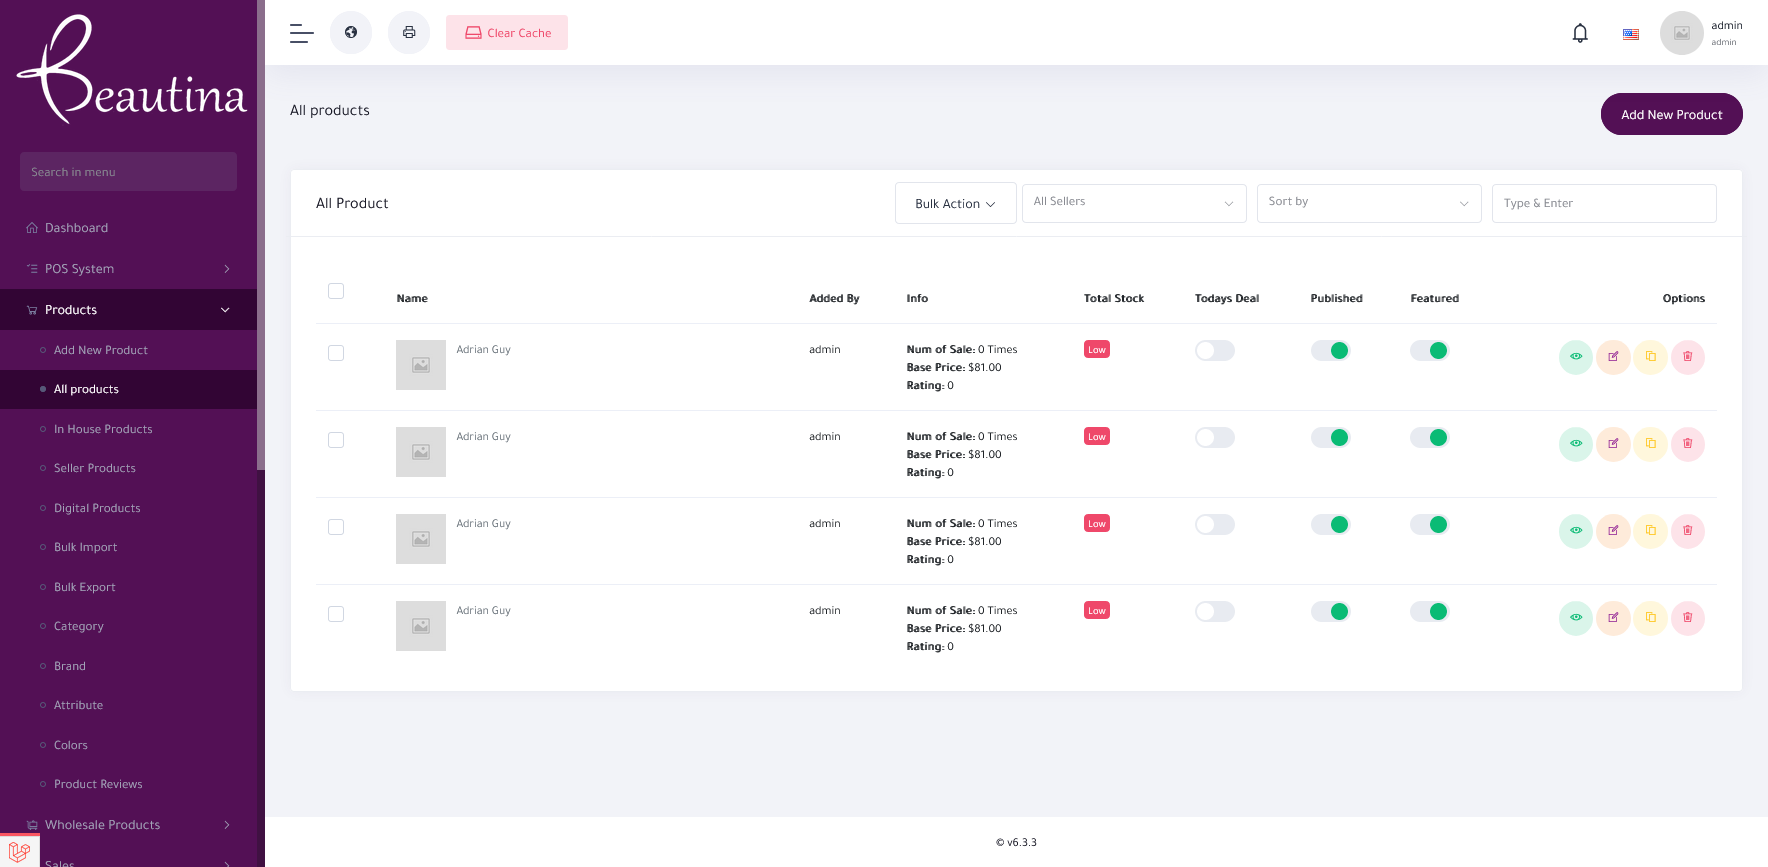 Beautina
Search in menu
Dashboard
POS System
Products
Add New Product
All products
In House Products
Seller Products
Digital Products
Bulk Import
Bulk Export
Category
Brand
Attribute
Colors
Product Reviews
Wholesale Products
Sales
Clear Cache
admin
admin
All products
Add New Product
All Product
Bulk Action
All Sellers
Sort by
Type & Enter
Name Added By Info Total Stock Todays Deal Published Featured Options
Adrian Guy admin Num of Sale: 0 Times Low
Base Price: $81.00
Rating: 0
Adrian Guy admin Num of Sale: 0 Times Low
Base Price: $81.00
Rating: 0
Adrian Guy admin Num of Sale: 0 Times Low
Base Price: $81.00
Rating: 0
Adrian Guy admin Num of Sale: 0 Times Low
Base Price: $81.00
Rating: 0
© v6.3.3